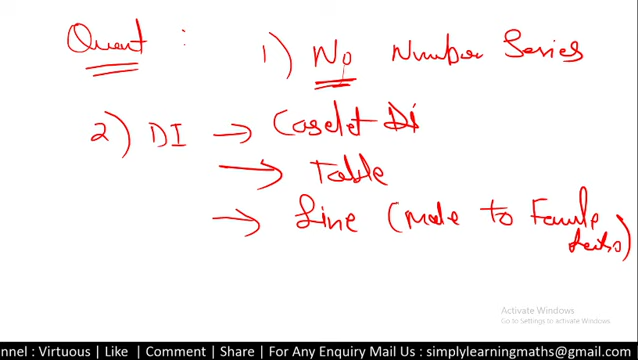 Quant :
1) No Number Series
2) DI → Caselet DI
→ Table
→ Line (Male to Female Ratio)
Activate Windows
Go to Settings to activate Windows.
nnel : Virtuous | Like | Comment | Share | For Any Enquiry Mail Us : simplylearningmaths@gmail.com